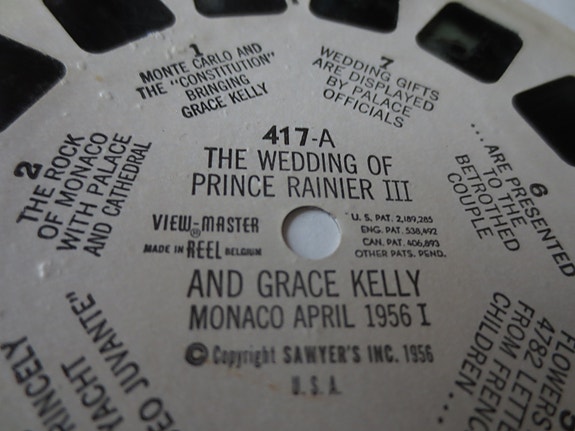 1
MONTE CARLO AND
THE "CONSTITUTION"
BRINGING
GRACE KELLY
7
WEDDING GIFTS
ARE DISPLAYED
BY PALACE
OFFICIALS
417-A
THE WEDDING OF
PRINCE RAINIER III
2
THE ROCK
OF MONACO
WITH PALACE
AND CATHEDRAL
6
... ARE PRESENTED
TO THE
BETROTHED
COUPLE
VIEW-MASTER
®
MADE IN REEL BELGIUM
U.S. PAT. 2,189,285
ENG. PAT. 538,492
CAN. PAT. 406,893
OTHER PATS. PEND.
AND GRACE KELLY
MONACO APRIL 1956 I
© Copyright SAWYER'S INC. 1956
U.S.A.
PRINCELY
YACHT
DEO JUVANTE"
5
FLOWERS
4782 LETTE
FROM FRENC
CHILDREN ...